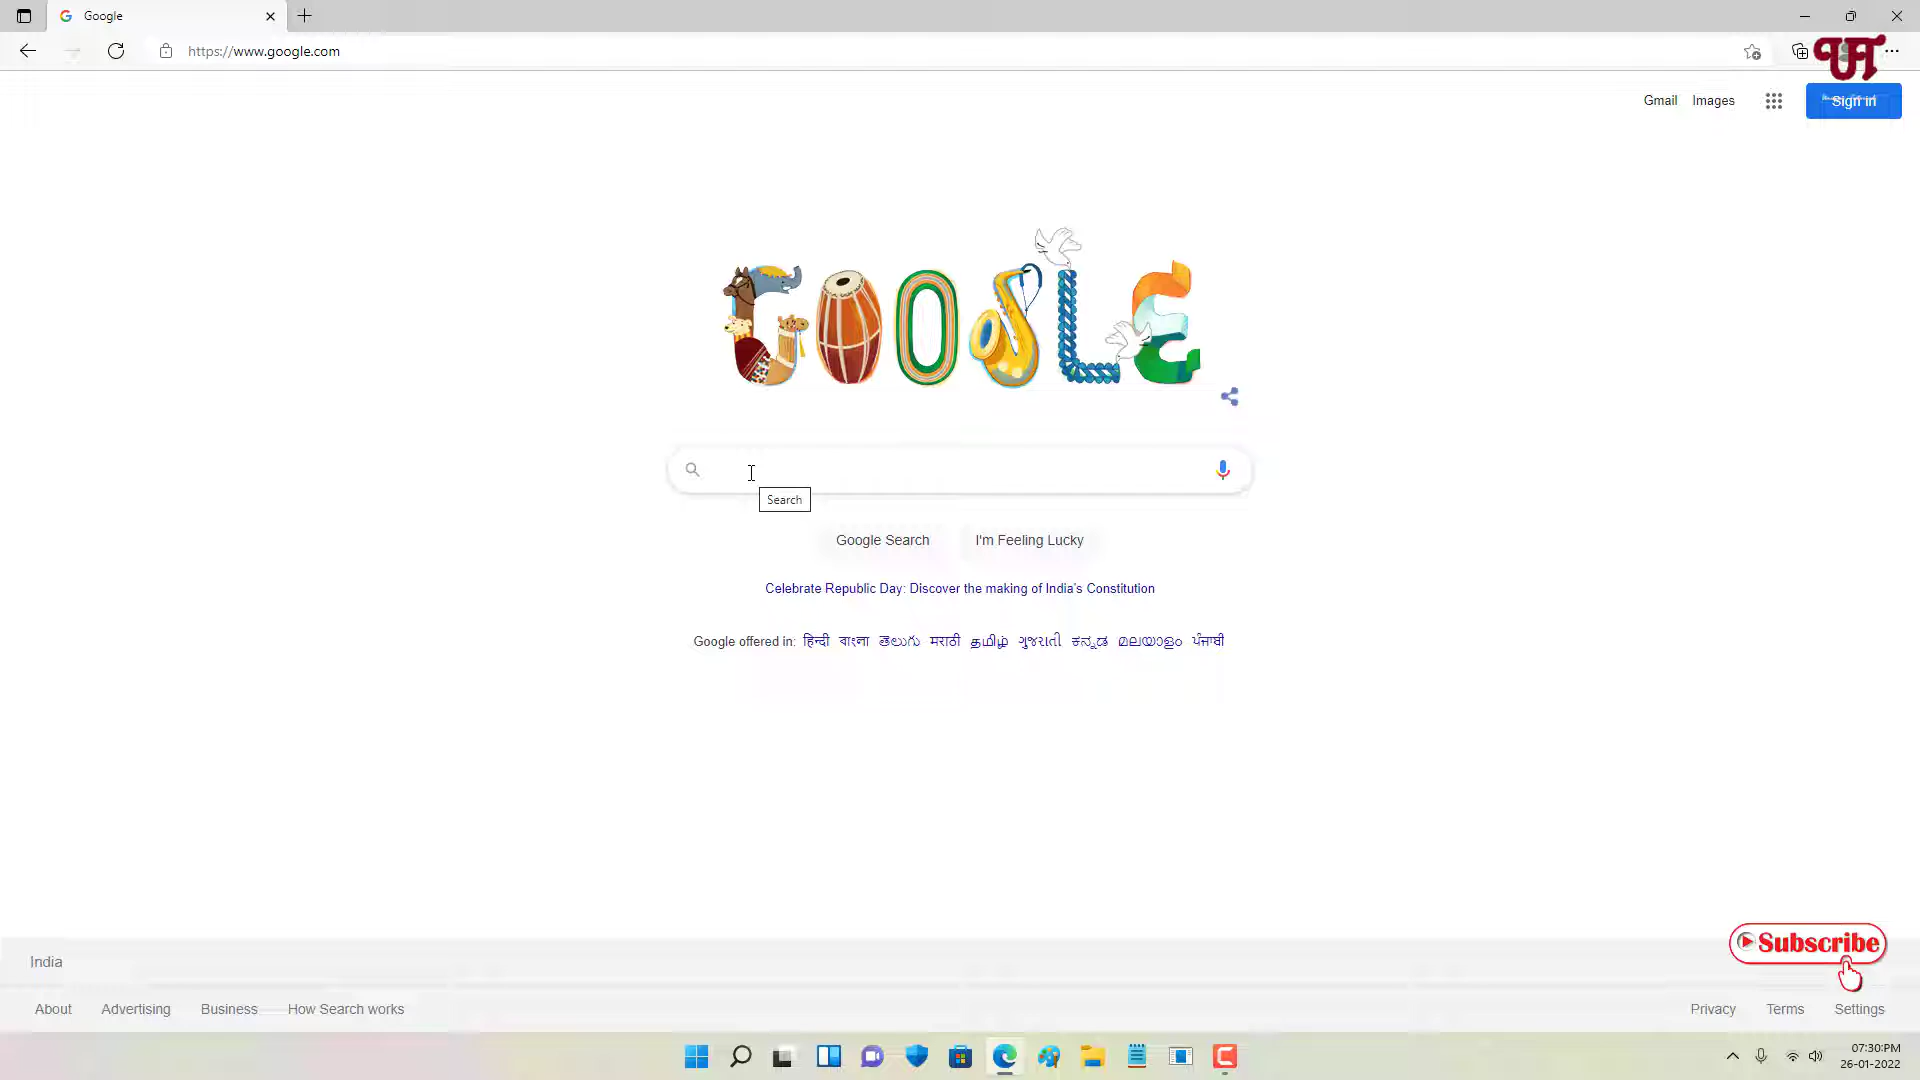 Google
https://www.google.com
Gmail Images Sign in
GOOGLE
Search
Google Search I'm Feeling Lucky
Celebrate Republic Day: Discover the making of India's Constitution
Google offered in: हिन्दी বাংলা తెలుగు मराठी தமிழ் ગુજરાતી ಕನ್ನಡ മലയാളം ਪੰਜਾਬੀ
India
Subscribe
About Advertising Business How Search works Privacy Terms Settings
07:30:PM
26-01-2022